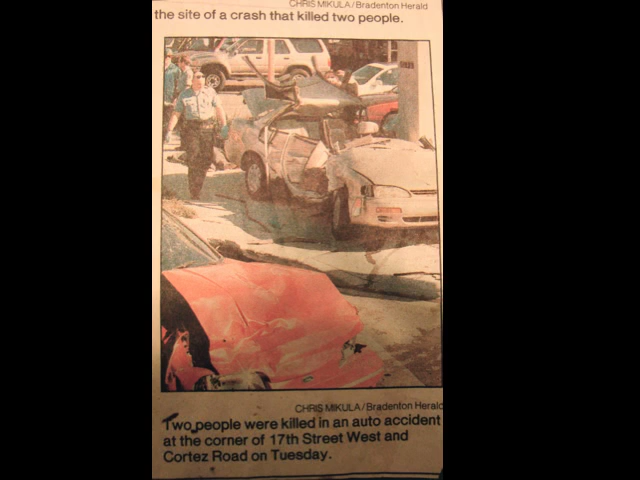 CHRIS MIKULA/Bradenton Herald
the site of a crash that killed two people.
CHRIS MIKULA/Bradenton Herald
Two people were killed in an auto accident
at the corner of 17th Street West and
Cortez Road on Tuesday.